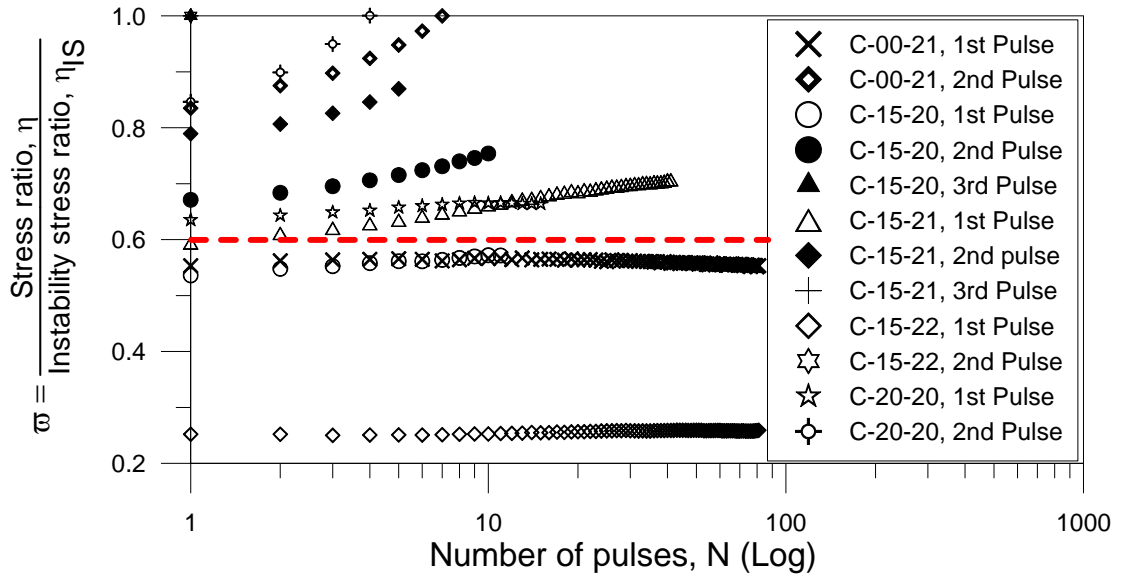 ϖ = Stress ratio, η
Instability stress ratio, ηIS
1.0
0.8
0.6
0.4
0.2
1
10
100
1000
Number of pulses, N (Log)
C-00-21, 1st Pulse
C-00-21, 2nd Pulse
C-15-20, 1st Pulse
C-15-20, 2nd Pulse
C-15-20, 3rd Pulse
C-15-21, 1st Pulse
C-15-21, 2nd pulse
C-15-21, 3rd Pulse
C-15-22, 1st Pulse
C-15-22, 2nd Pulse
C-20-20, 1st Pulse
C-20-20, 2nd Pulse